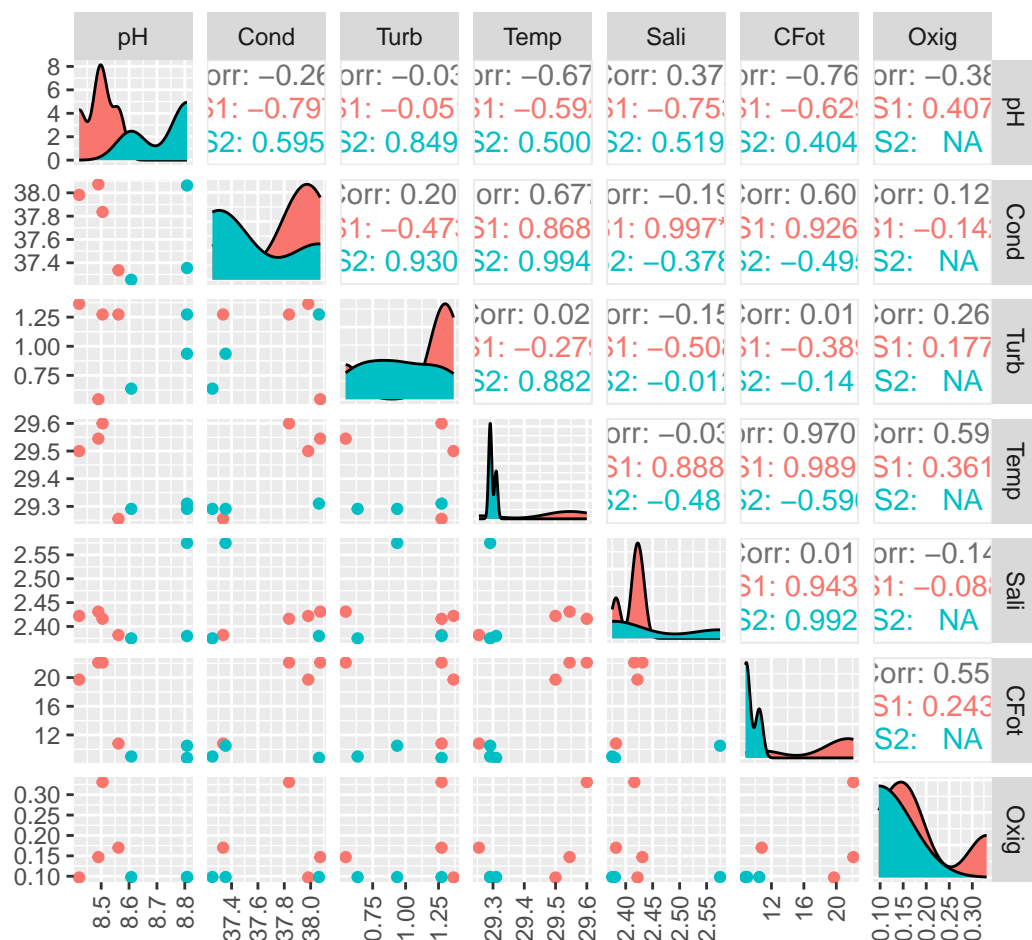 pH Cond Turb Temp Sali CFot Oxig
8
6
4
2
0
orr: −0.26
S1: −0.797
S2: 0.595
orr: −0.03
S1: −0.05
S2: 0.849
orr: −0.67
S1: −0.592
S2: 0.500
Corr: 0.37
S1: −0.753
S2: 0.519
orr: −0.76
S1: −0.629
S2: 0.404
orr: −0.38
S1: 0.407
S2: NA
pH
38.0
37.8
37.6
37.4
Corr: 0.20
S1: −0.473
S2: 0.930
orr: 0.677
S1: 0.868
S2: 0.994
orr: −0.19
S1: 0.997*
S2: −0.378
Corr: 0.60
S1: 0.926
S2: −0.495
Corr: 0.12
S1: −0.142
S2: NA
Cond
1.25
1.00
0.75
Corr: 0.02
S1: −0.279
S2: 0.882
orr: −0.15
S1: −0.508
S2: −0.012
Corr: 0.01
S1: −0.389
S2: −0.14
Corr: 0.26
S1: 0.177
S2: NA
Turb
29.6
29.5
29.4
29.3
orr: −0.03
S1: 0.888
S2: −0.48
orr: 0.970
S1: 0.989
S2: −0.590
Corr: 0.59
S1: 0.361
S2: NA
Temp
2.55
2.50
2.45
2.40
Corr: 0.01
S1: 0.943
S2: 0.992
orr: −0.14
S1: −0.088
S2: NA
Sali
20
16
12
Corr: 0.55
S1: 0.243
S2: NA
CFot
0.30
0.25
0.20
0.15
0.10
Oxig
8.5 8.6 8.7 8.8
37.4 37.6 37.8 38.0
0.75 1.00 1.25
29.3 29.4 29.5 29.6
2.40 2.45 2.50 2.55
12 16 20
0.10 0.15 0.20 0.25 0.30